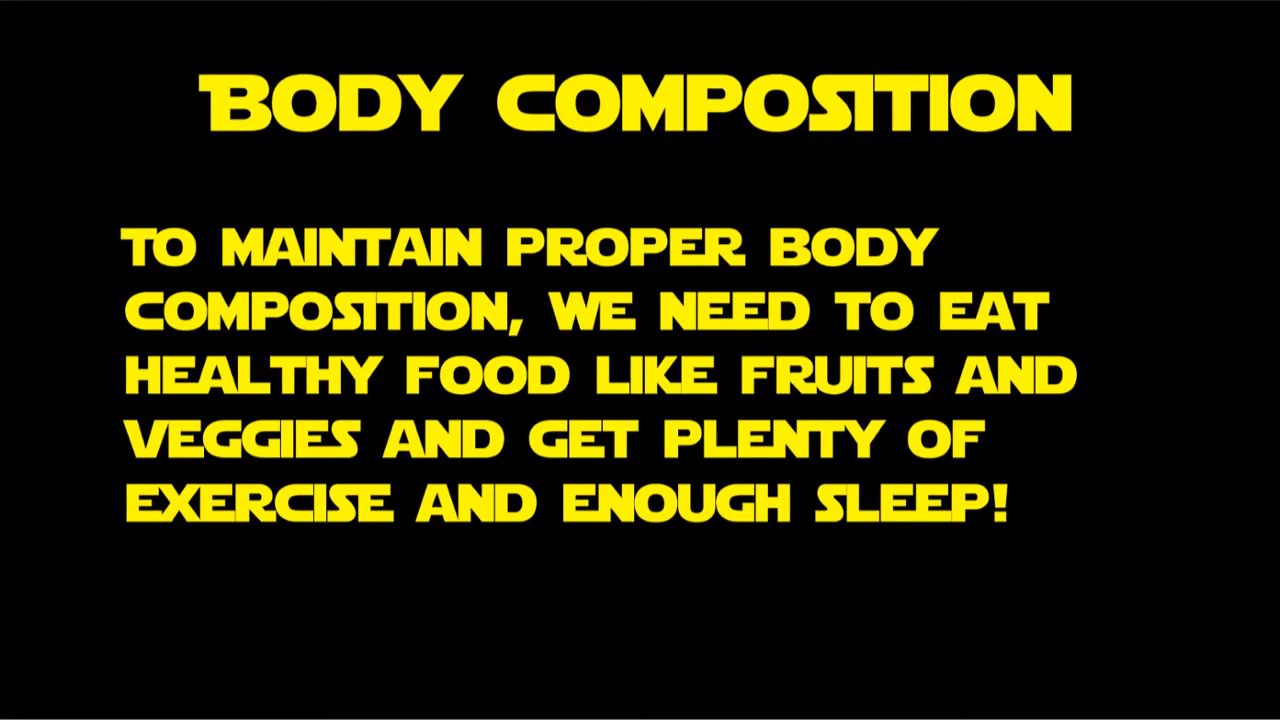 BODY COMPOSITION
TO MAINTAIN PROPER BODY
COMPOSITION, WE NEED TO EAT
HEALTHY FOOD LIKE FRUITS AND
VEGGIES AND GET PLENTY OF
EXERCISE AND ENOUGH SLEEP!